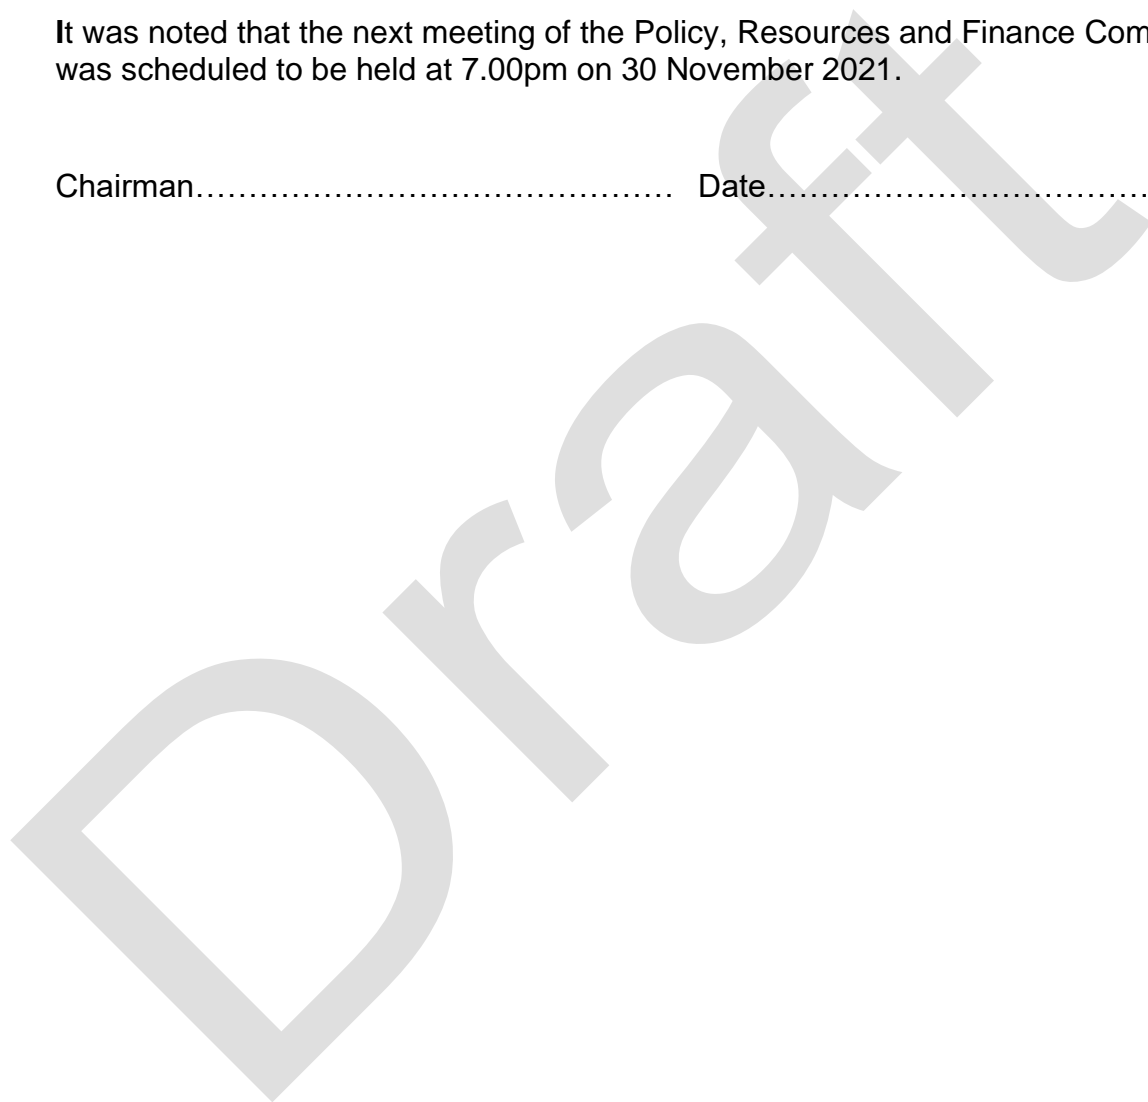 It was noted that the next meeting of the Policy, Resources and Finance Com
was scheduled to be held at 7.00pm on 30 November 2021.
Chairman……………………………………… Date………………………………
Draft